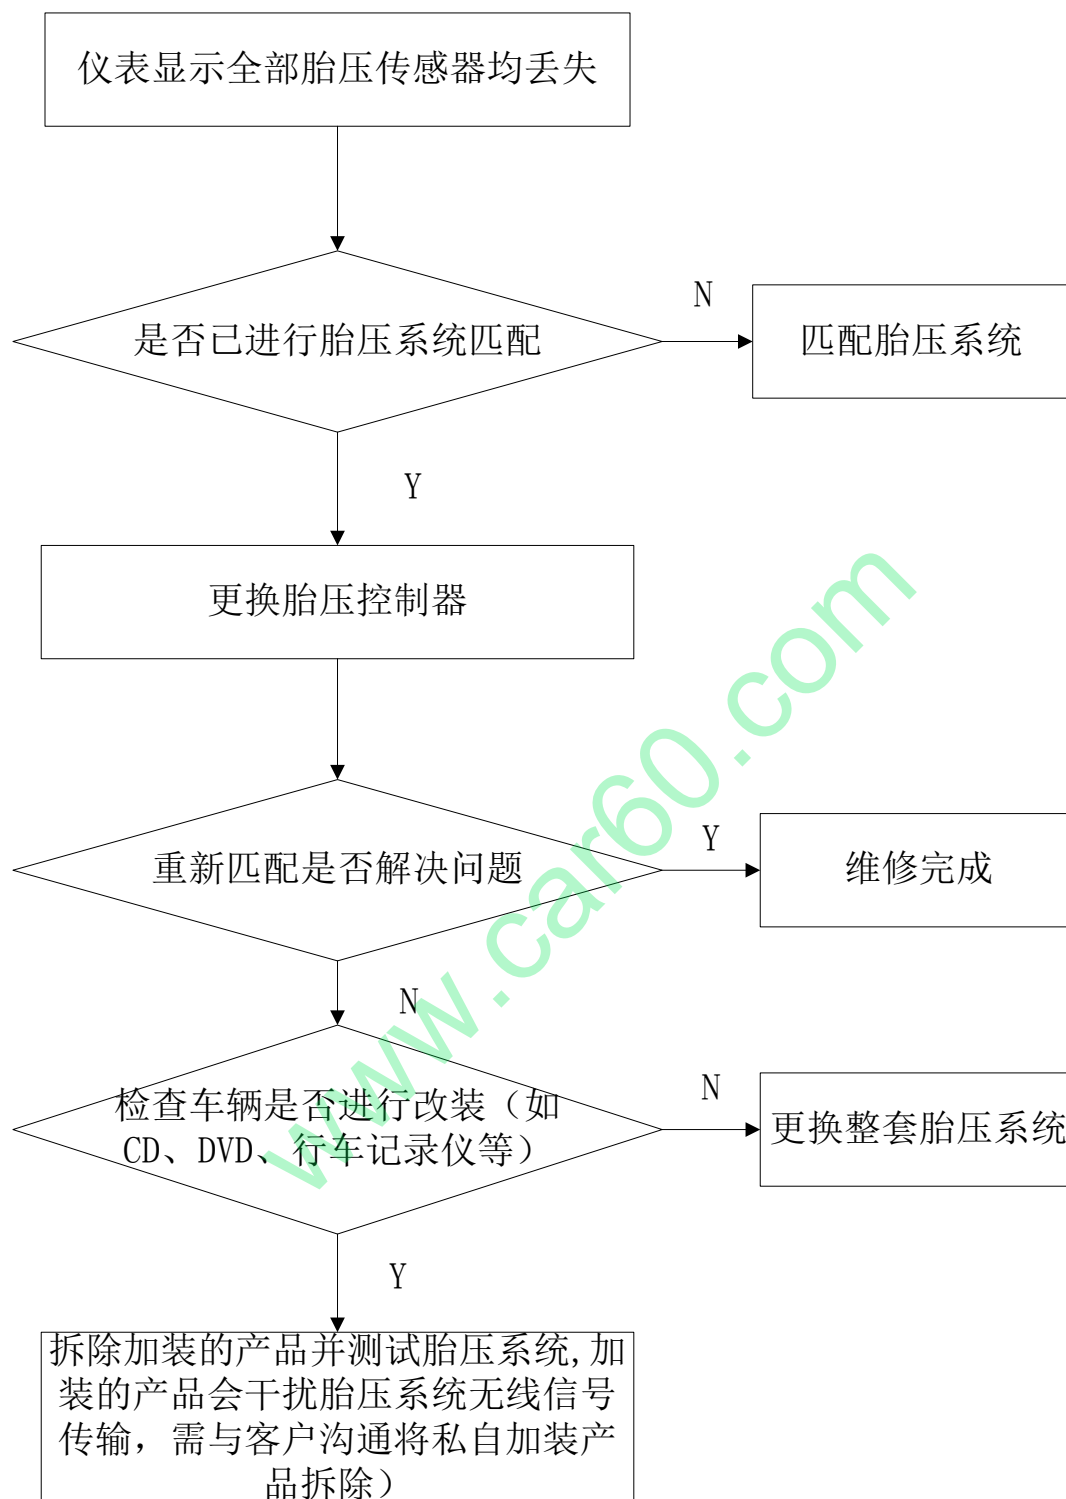 仪表显示全部胎压传感器均丢失
是否已进行胎压系统匹配
N
匹配胎压系统
Y
更换胎压控制器
重新匹配是否解决问题
Y
维修完成
N
检查车辆是否进行改装（如
CD、DVD、行车记录仪等）
N
更换整套胎压系统
Y
拆除加装的产品并测试胎压系统,加
装的产品会干扰胎压系统无线信号
传输，需与客户沟通将私自加装产
品拆除）
www.car60.com